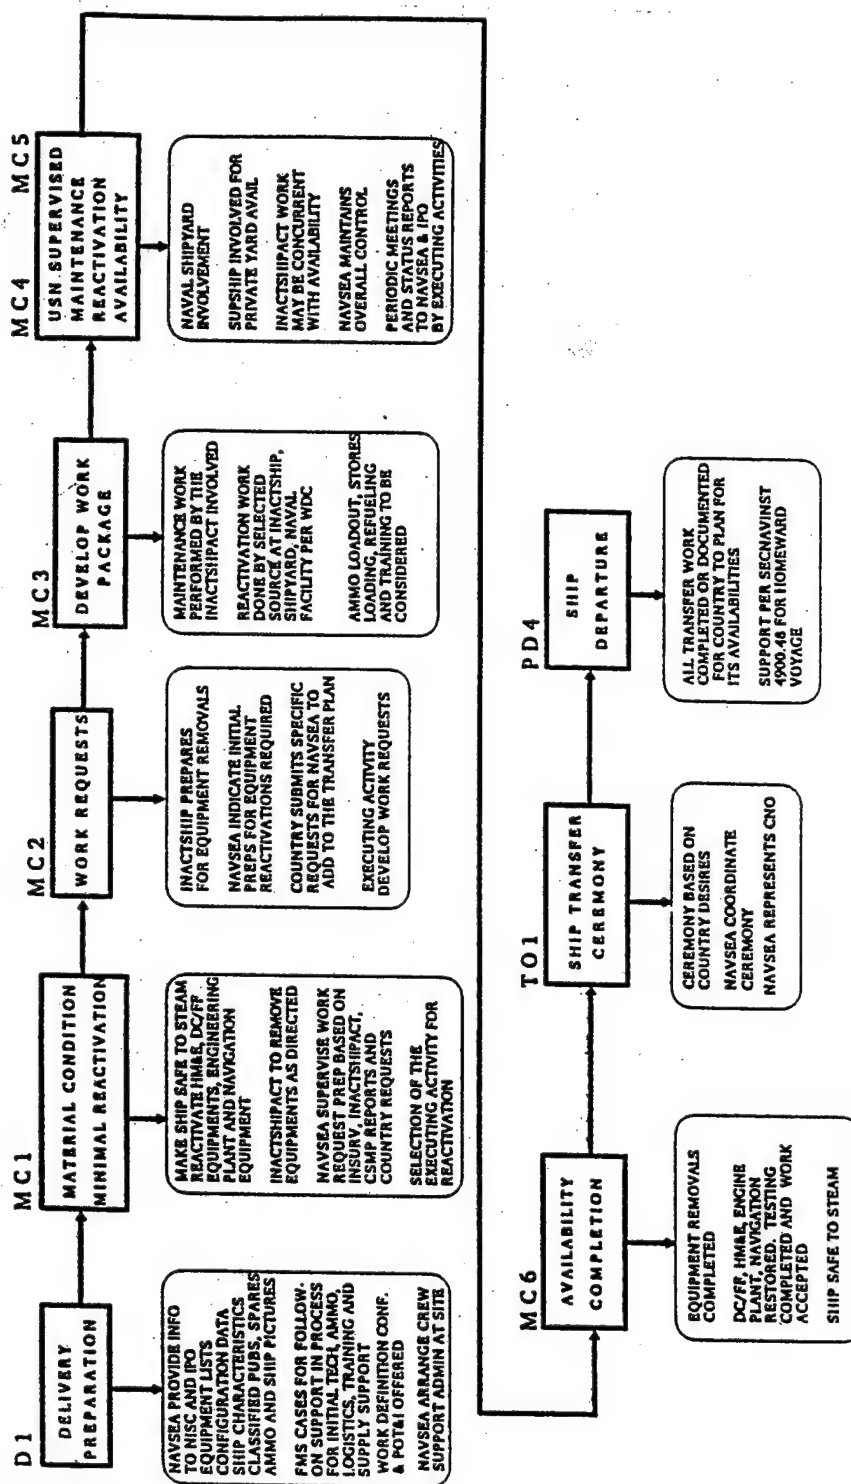 D1
DELIVERY
PREPARATION
NAVSEA PROVIDE INFO
TO NISC AND IPO
EQUIPMENT LISTS
CONFIGURATION DATA
SHIP CHARACTERISTICS
CLASSIFIED PUBS, SPARES
AMMO AND SHIP PICTURES
FMS CASES FOR FOLLOW-
ON SUPPORT IN PROCESS
FOR INITIAL TECH, AMMO,
LOGISTICS, TRAINING AND
SUPPLY SUPPORT
WORK DEFINITION CONF.
& POT&I OFFERED
NAVSEA ARRANGE CREW
SUPPORT ADMIN AT SITE
MC1
MATERIAL CONDITION
MINIMAL REACTIVATION
MAKE SHIP SAFE TO STEAM
REACTIVATE HM&E, DC/FF
EQUIPMENTS, ENGINEERING
PLANT AND NAVIGATION
EQUIPMENT
INACTSHIPACT TO REMOVE
EQUIPMENTS AS DIRECTED
NAVSEA SUPERVISE WORK
REQUEST PREP BASED ON
INSURV, INACTSHIPACT,
CSMP REPORTS AND
COUNTRY REQUESTS
SELECTION OF THE
EXECUTING ACTIVITY FOR
REACTIVATION
MC2
WORK REQUESTS
INACTSHIP PREPARES
FOR EQUIPMENT REMOVALS
NAVSEA INDICATE INITIAL
PREPS FOR EQUIPMENT
REACTIVATIONS REQUIRED
COUNTRY SUBMITS SPECIFIC
REQUESTS FOR NAVSEA TO
ADD TO THE TRANSFER PLAN
EXECUTING ACTIVITY
DEVELOP WORK REQUESTS
MC3
DEVELOP WORK
PACKAGE
MAINTENANCE WORK
PERFORMED BY THE
INACTSHIPACT INVOLVED
REACTIVATION WORK
DONE BY SELECTED
SOURCE AT INACTSHIP,
SHIPYARD, NAVAL
FACILITY PER WDC
AMMO LOADOUT, STORES
LOADING, REFUELING
AND TRAINING TO BE
CONSIDERED
MC4 MC5
USN SUPERVISED
MAINTENANCE
REACTIVATION
AVAILABILITY
NAVAL SHIPYARD
INVOLVEMENT
SUPSHIP INVOLVED FOR
PRIVATE YARD AVAIL
INACTSHIPACT WORK
MAY BE CONCURRENT
WITH AVAILABILITY
NAVSEA MAINTAINS
OVERALL CONTROL
PERIODIC MEETINGS
AND STATUS REPORTS
TO NAVSEA & IPO
BY EXECUTING ACTIVITIES
MC6
AVAILABILITY
COMPLETION
EQUIPMENT REMOVALS
COMPLETED
DC/FF, HM&E, ENGINE
PLANT, NAVIGATION
RESTORED. TESTING
COMPLETED AND WORK
ACCEPTED
SHIP SAFE TO STEAM
TO1
SHIP TRANSFER
CEREMONY
CEREMONY BASED ON
COUNTRY DESIRES
NAVSEA COORDINATE
CEREMONY
NAVSEA REPRESENTS CNO
PD4
SHIP
DEPARTURE
ALL TRANSFER WORK
COMPLETED OR DOCUMENTED
FOR COUNTRY TO PLAN FOR
ITS AVAILABILITIES
SUPPORT PER SECNAVINST
4900.48 FOR HOMEWARD
VOYAGE